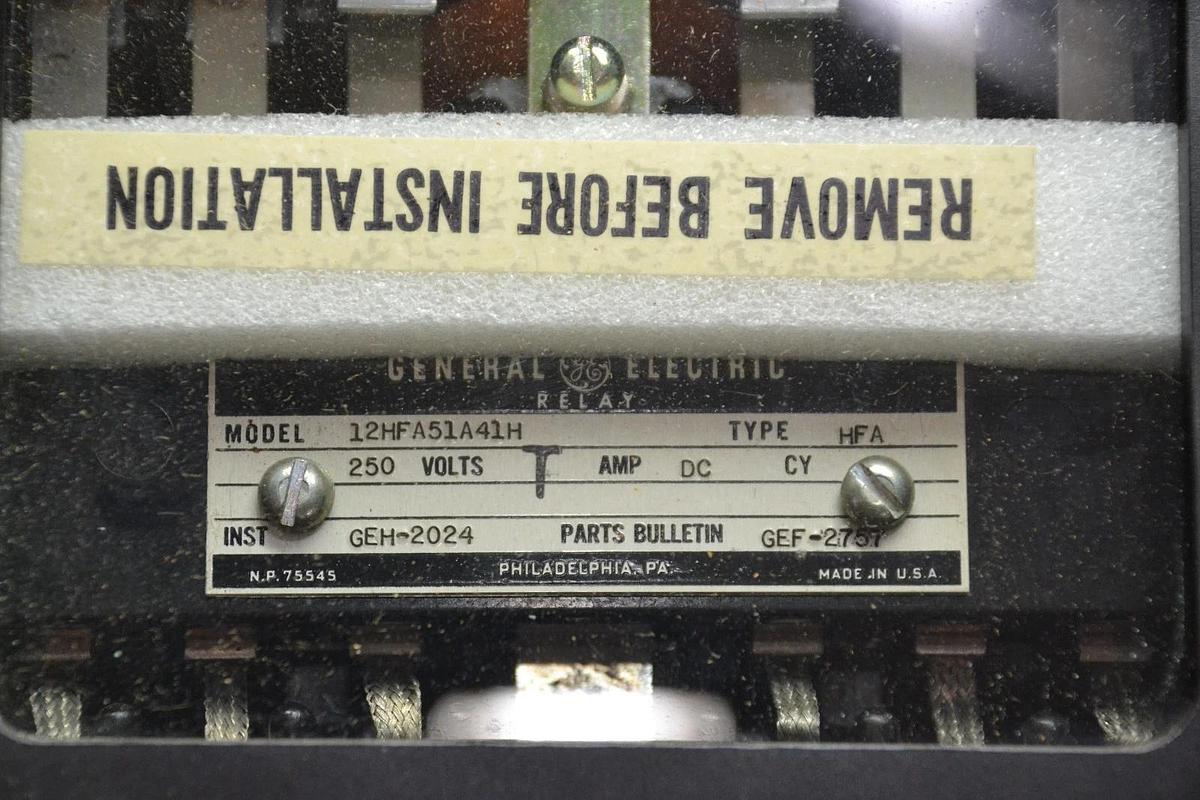 REMOVE BEFORE INSTALLATION
GENERAL GE ELECTRIC
RELAY
MODEL 12HFA51A41H TYPE HFA
250 VOLTS T AMP DC CY
INST GEH-2024 PARTS BULLETIN GEF-2757
N.P. 75545 PHILADELPHIA, PA. MADE IN U.S.A.